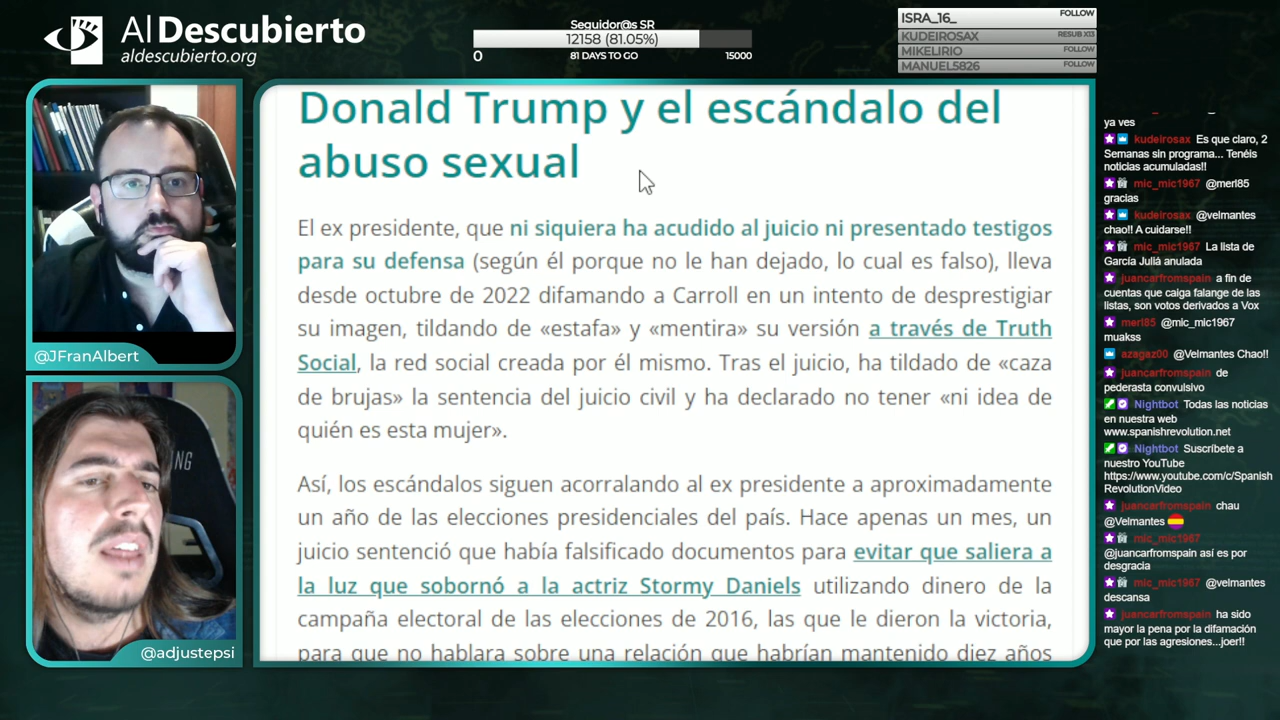 Al Descubierto
aldescubierto.org
Seguidor@s SR
12158 (81.05%)
0
81 DAYS TO GO
15000
ISRA_16_ FOLLOW
KUDEIROSAX RESUB X13
MIKELIRIO FOLLOW
MANUEL5826 FOLLOW
@JFranAlbert
NG
@adjustepsi
Donald Trump y el escándalo del
abuso sexual
El ex presidente, que ni siquiera ha acudido al juicio ni presentado testigos
para su defensa (según él porque no le han dejado, lo cual es falso), lleva
desde octubre de 2022 difamando a Carroll en un intento de desprestigiar
su imagen, tildando de «estafa» y «mentira» su versión a través de Truth
Social, la red social creada por él mismo. Tras el juicio, ha tildado de «caza
de brujas» la sentencia del juicio civil y ha declarado no tener «ni idea de
quién es esta mujer».
Así, los escándalos siguen acorralando al ex presidente a aproximadamente
un año de las elecciones presidenciales del país. Hace apenas un mes, un
juicio sentenció que había falsificado documentos para evitar que saliera a
la luz que sobornó a la actriz Stormy Daniels utilizando dinero de la
campaña electoral de las elecciones de 2016, las que le dieron la victoria,
para que no hablara sobre una relación que habrían mantenido diez años
ya ves
kudeirosax Es que claro, 2
Semanas sin programa... Tenéis
noticias acumuladas!!
mic_mic1967 @merl85
gracias
kudeirosax @velmantes
chao!! A cuidarse!!
mic_mic1967 La lista de
García Juliá anulada
juancarfromspain a fin de
cuentas que caiga falange de las
listas, son votos derivados a Vox
merl85 @mic_mic1967
muakss
azagaz00 @Velmantes Chao!!
juancarfromspain de
pederasta convulsivo
Nightbot Todas las noticias
en nuestra web
www.spanishrevolution.net
Nightbot Suscríbete a
nuestro YouTube
https://www.youtube.com/c/Spanish
RevolutionVideo
juancarfromspain chau
@Velmantes
mic_mic1967
@juancarfromspain así es por
desgracia
mic_mic1967 @velmantes
descansa
juancarfromspain ha sido
mayor la pena por la difamación
que por las agresiones...joer!!